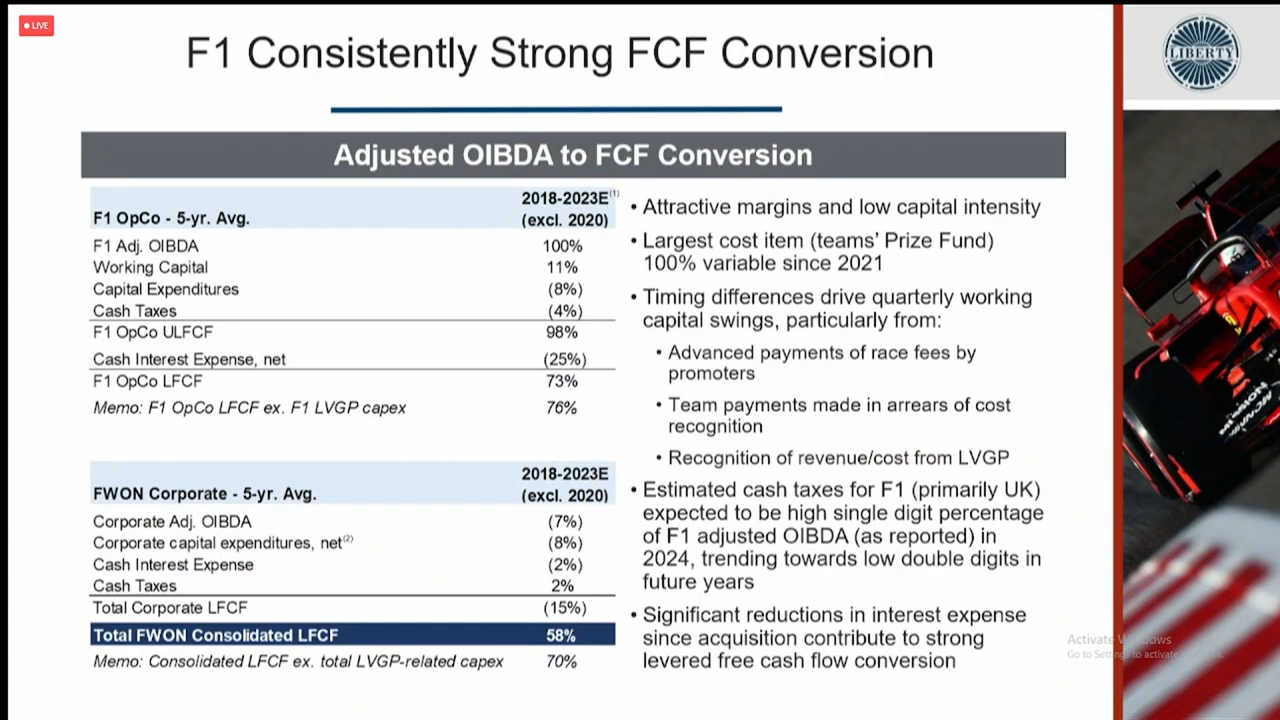 LIVE
F1 Consistently Strong FCF Conversion
LIBERTY
Adjusted OIBDA to FCF Conversion
F1 OpCo - 5-yr. Avg. 2018-2023E(1) (excl. 2020)
F1 Adj. OIBDA 100%
Working Capital 11%
Capital Expenditures (8%)
Cash Taxes (4%)
F1 OpCo ULFCF 98%
Cash Interest Expense, net (25%)
F1 OpCo LFCF 73%
Memo: F1 OpCo LFCF ex. F1 LVGP capex 76%
FWON Corporate - 5-yr. Avg. 2018-2023E (excl. 2020)
Corporate Adj. OIBDA (7%)
Corporate capital expenditures, net(2) (8%)
Cash Interest Expense (2%)
Cash Taxes 2%
Total Corporate LFCF (15%)
Total FWON Consolidated LFCF 58%
Memo: Consolidated LFCF ex. total LVGP-related capex 70%
• Attractive margins and low capital intensity
• Largest cost item (teams' Prize Fund)
100% variable since 2021
• Timing differences drive quarterly working
capital swings, particularly from:
• Advanced payments of race fees by
promoters
• Team payments made in arrears of cost
recognition
• Recognition of revenue/cost from LVGP
• Estimated cash taxes for F1 (primarily UK)
expected to be high single digit percentage
of F1 adjusted OIBDA (as reported) in
2024, trending towards low double digits in
future years
• Significant reductions in interest expense
since acquisition contribute to strong
levered free cash flow conversion
Activate Windows
Go to Settings to activate